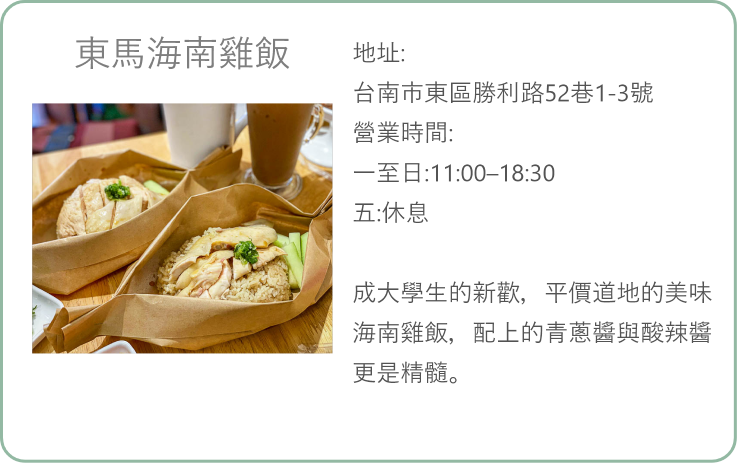 東馬海南雞飯
地址:
台南市東區勝利路52巷1-3號
營業時間:
一至日:11:00–18:30
五:休息
成大學生的新歡，平價道地的美味
海南雞飯，配上的青蔥醬與酸辣醬
更是精髓。